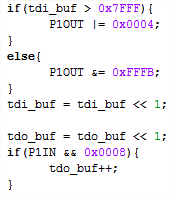 if(tdi_buf > 0x7FFF){
P1OUT |= 0x0004;
}
else{
P1OUT &= 0xFFFB;
}
tdi_buf = tdi_buf << 1;
tdo_buf = tdo_buf << 1;
if(P1IN && 0x0008){
tdo_buf++;
}